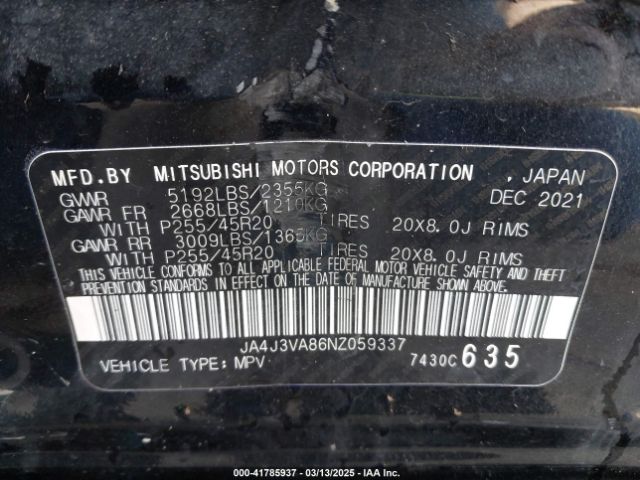 MFD.BY MITSUBISHI MOTORS CORPORATION , JAPAN
GVWR 5192LBS/2355KG DEC 2021
GAWR FR 2668LBS/1210KG
WITH P255/45R20 TIRES 20X8.0J RIMS
GAWR RR 3009LBS/1365KG
WITH P255/45R20 TIRES 20X8.0J RIMS
THIS VEHICLE CONFORMS TO ALL APPLICABLE FEDERAL MOTOR VEHICLE SAFETY AND THEFT
PREVENTION STANDARDS IN EFFECT ON THE DATE OF MANUFACTURE SHOWN ABOVE.
JA4J3VA86NZ059337
VEHICLE TYPE: MPV 7430C 635
000-41785937 - 03/13/2025 - IAA Inc.